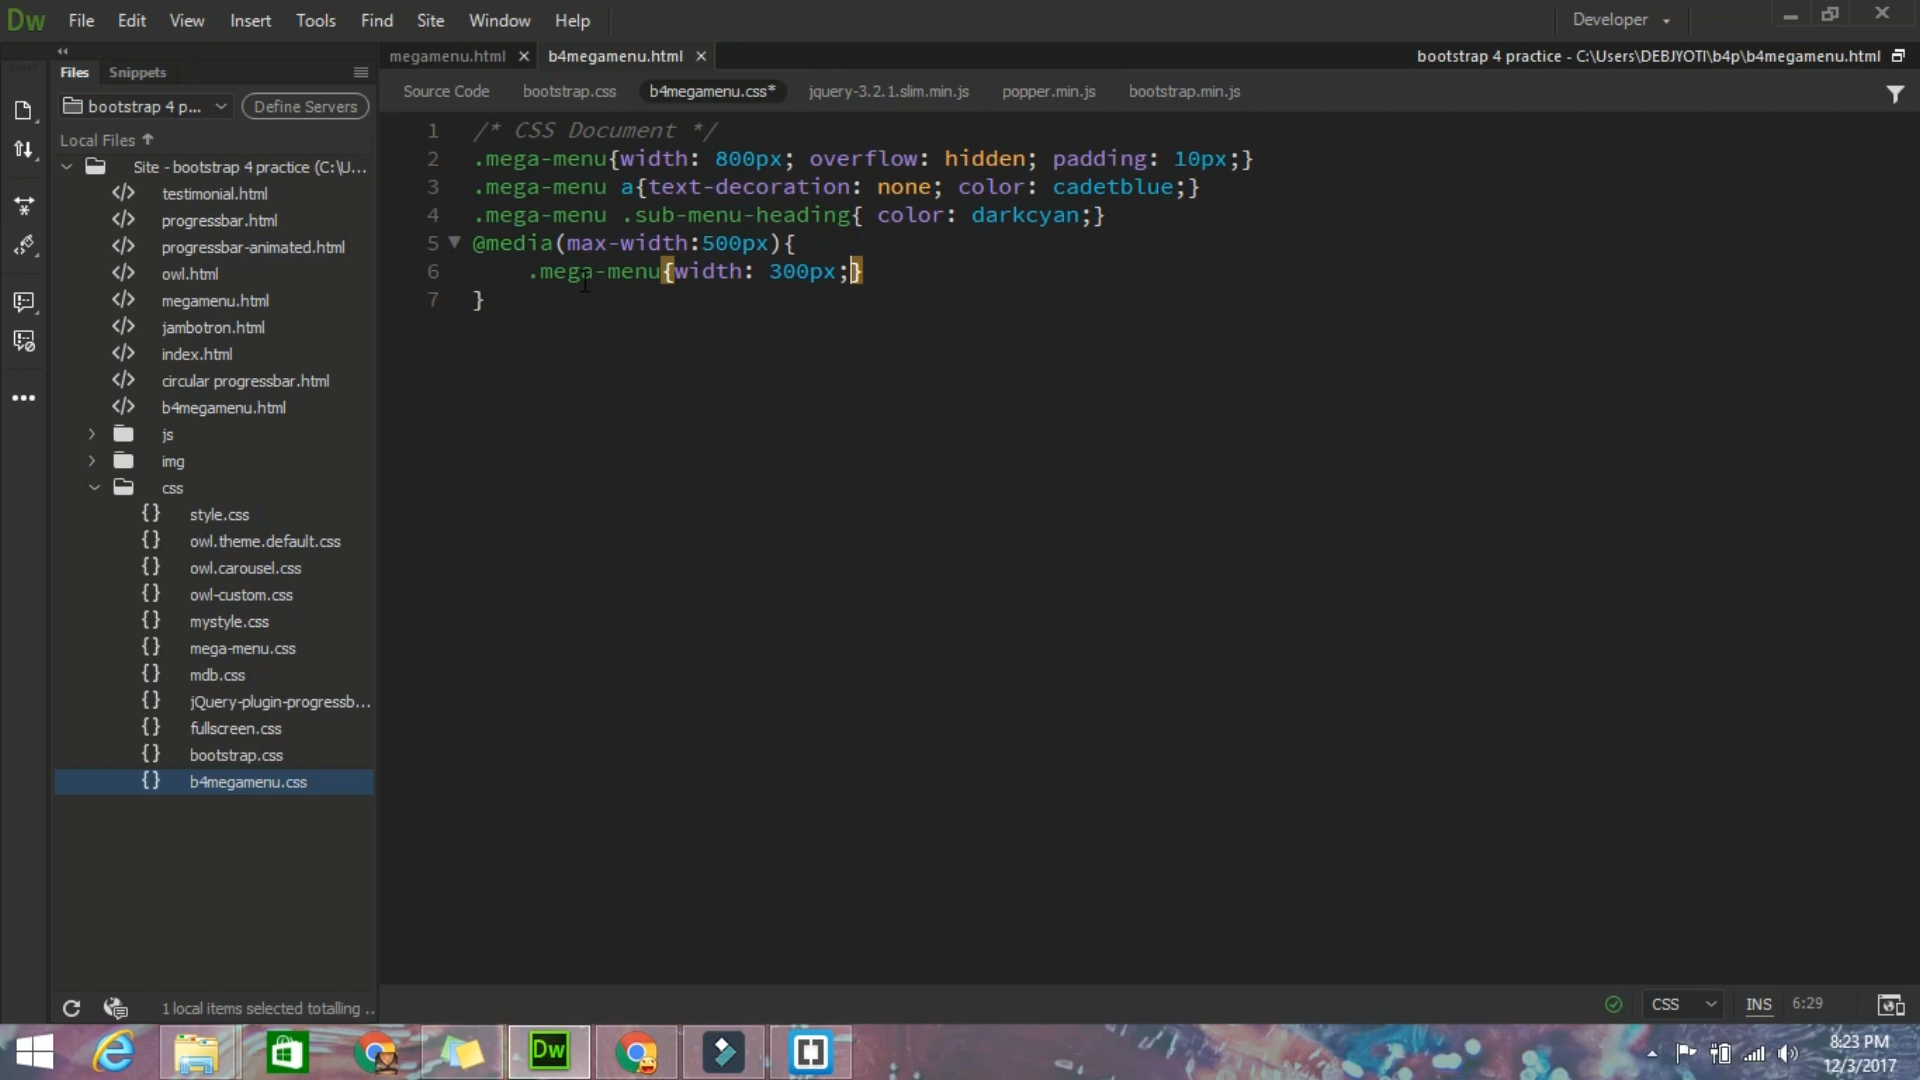 Dw File Edit View Insert Tools Find Site Window Help Developer
megamenu.html b4megamenu.html bootstrap 4 practice - C:\Users\DEBJYOTI\b4p\b4megamenu.html
Files Snippets
Source Code bootstrap.css b4megamenu.css* jquery-3.2.1.slim.min.js popper.min.js bootstrap.min.js
bootstrap 4 p... Define Servers
Local Files
Site - bootstrap 4 practice (C:\U...
testimonial.html
progressbar.html
progressbar-animated.html
owl.html
megamenu.html
jambotron.html
index.html
circular progressbar.html
b4megamenu.html
js
img
css
style.css
owl.theme.default.css
owl.carousel.css
owl-custom.css
mystyle.css
mega-menu.css
mdb.css
jQuery-plugin-progressb...
fullscreen.css
bootstrap.css
b4megamenu.css
1 /* CSS Document */
2 .mega-menu{width: 800px; overflow: hidden; padding: 10px;}
3 .mega-menu a{text-decoration: none; color: cadetblue;}
4 .mega-menu .sub-menu-heading{ color: darkcyan;}
5 @media(max-width:500px){
6 .mega-menu{width: 300px;}
7 }
1 local items selected totalling ..
CSS INS 6:29
Dw
8:23 PM
12/3/2017